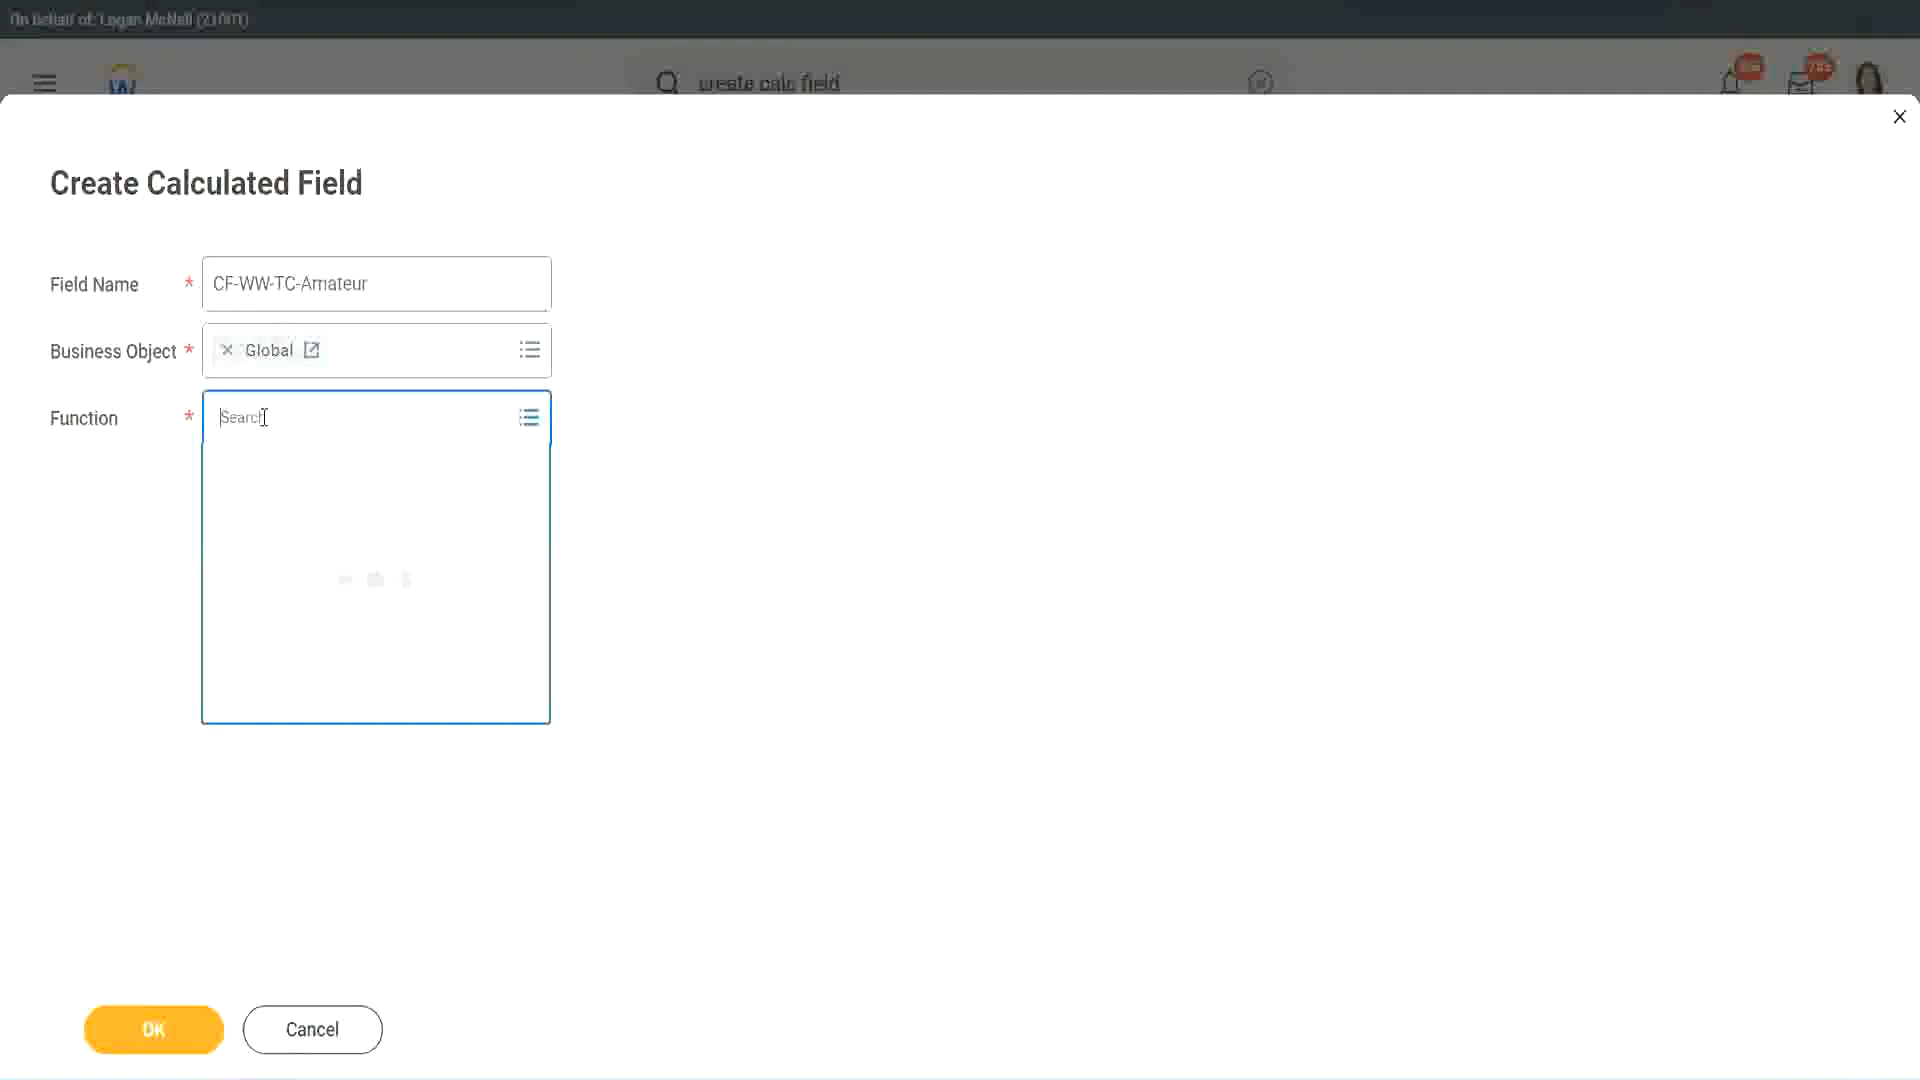 On behalf of: Logan McNeil (21001)
create calc field
Create Calculated Field
Field Name *
CF-WW-TC-Amateur
Business Object *
Global
Function *
Search
OK
Cancel